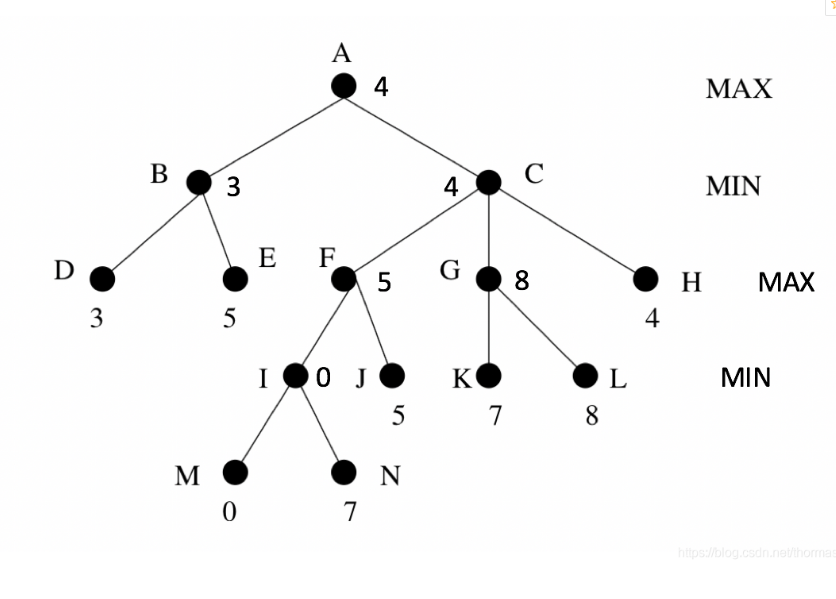 A
4 MAX
B 3 4 C MIN
D E F 5 G 8 H MAX
3 5 4
I 0 J K L MIN
5 7 8
M N
0 7
https://blog.csdn.net/thormas